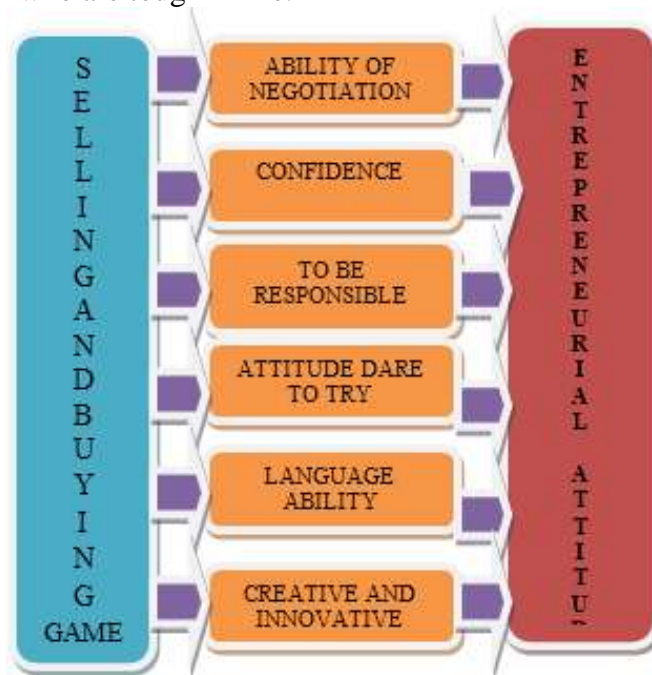 SELLINGANDBUYING
GAME
ABILITY OF
NEGOTIATION
CONFIDENCE
TO BE
RESPONSIBLE
ATTITUDE DARE
TO TRY
LANGUAGE
ABILITY
CREATIVE AND
INNOVATIVE
ENTREPRENEURIAL ATTITU